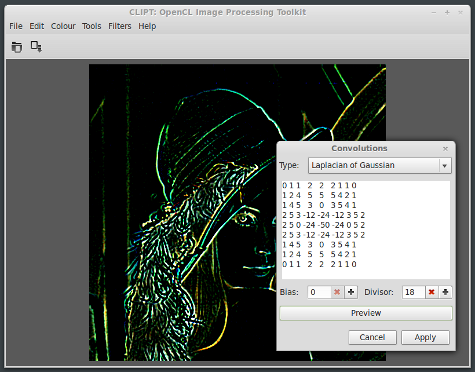 CLIPT: OpenCL Image Processing Toolkit
File Edit Colour Tools Filters Help
Convolutions
Type: Laplacian of Gaussian
0 1 1 2 2 2 1 1 0
1 2 4 5 5 5 4 2 1
1 4 5 3 0 3 5 4 1
2 5 3 -12 -24 -12 3 5 2
2 5 0 -24 -50 -24 0 5 2
2 5 3 -12 -24 -12 3 5 2
1 4 5 3 0 3 5 4 1
1 2 4 5 5 5 4 2 1
0 1 1 2 2 2 1 1 0
Bias: 0 Divisor: 18
Preview
Cancel Apply